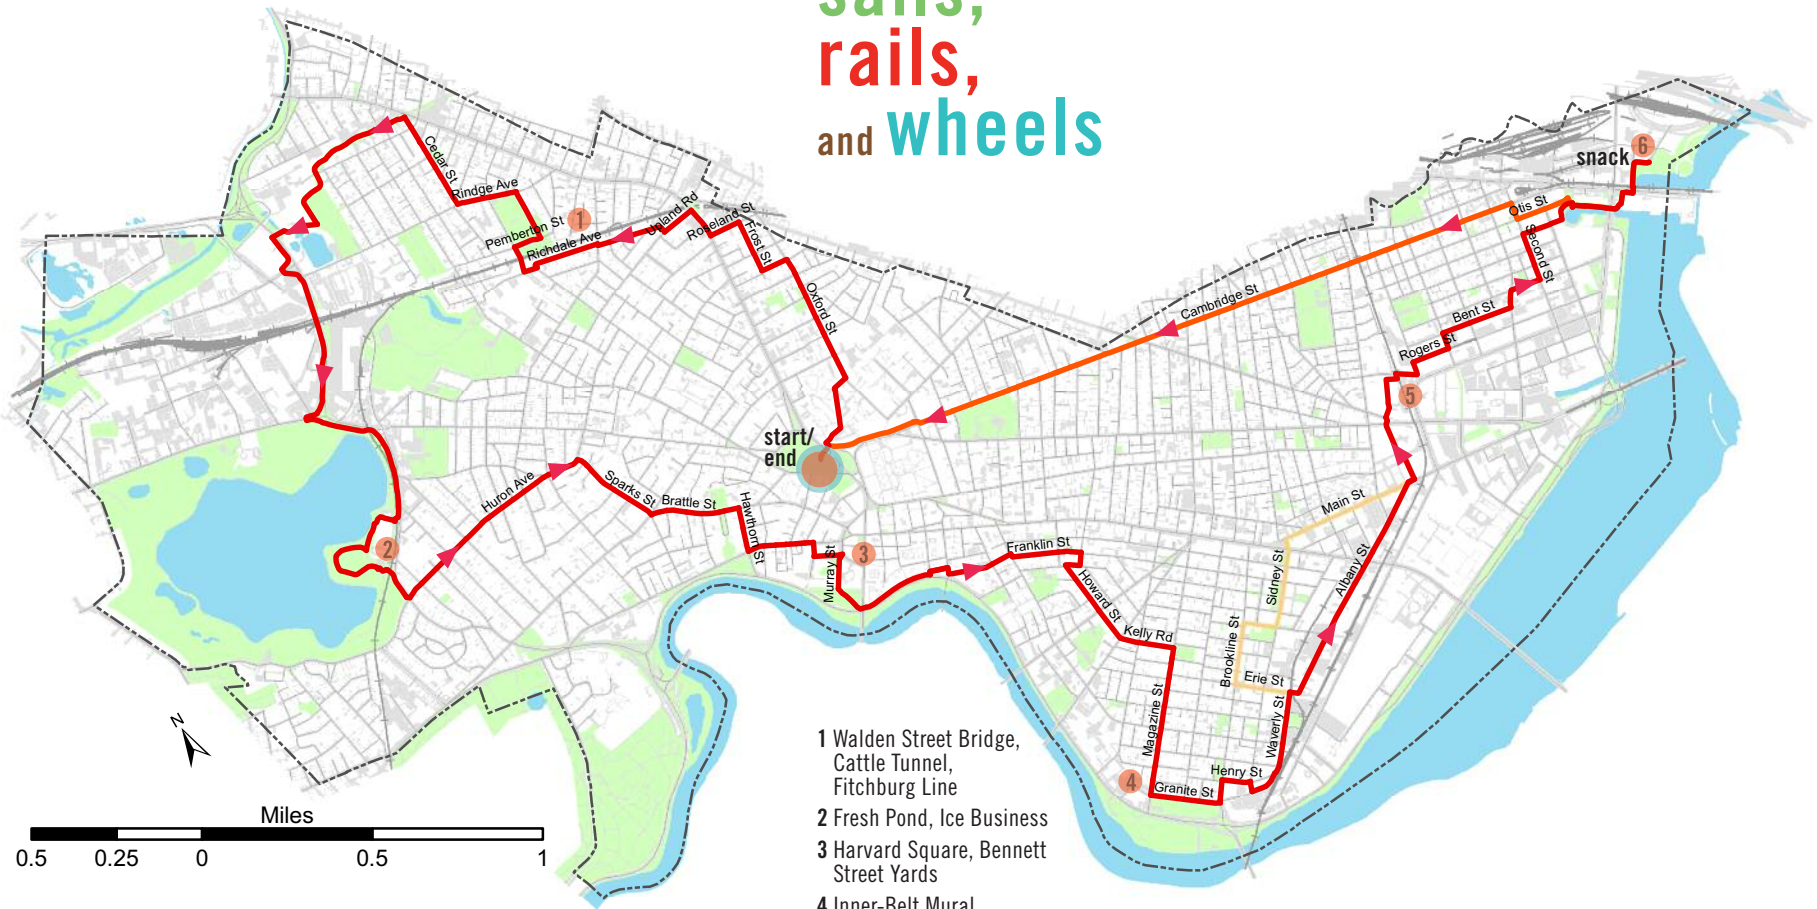 sails,
rails,
and wheels
6
snack
Cedar St
Rindge Ave
1
Pemberton St
Richdale Ave
Upland Rd
Roseland St
Frost St
Oxford St
Otis St
Second St
Cambridge St
Bent St
Rogers St
5
start/
end
Huron Ave
Sparks St
Brattle St
Hawthorn St
Main St
2
3
Murray St
Franklin St
Howard St
Kelly Rd
Sidney St
Albany St
Brookline St
Erie St
Magazine St
Waverly St
Henry St
Granite St
4
N
Miles
0.5 0.25 0 0.5 1
1 Walden Street Bridge,
Cattle Tunnel,
Fitchburg Line
2 Fresh Pond, Ice Business
3 Harvard Square, Bennett
Street Yards
4 Inner-Belt Mural